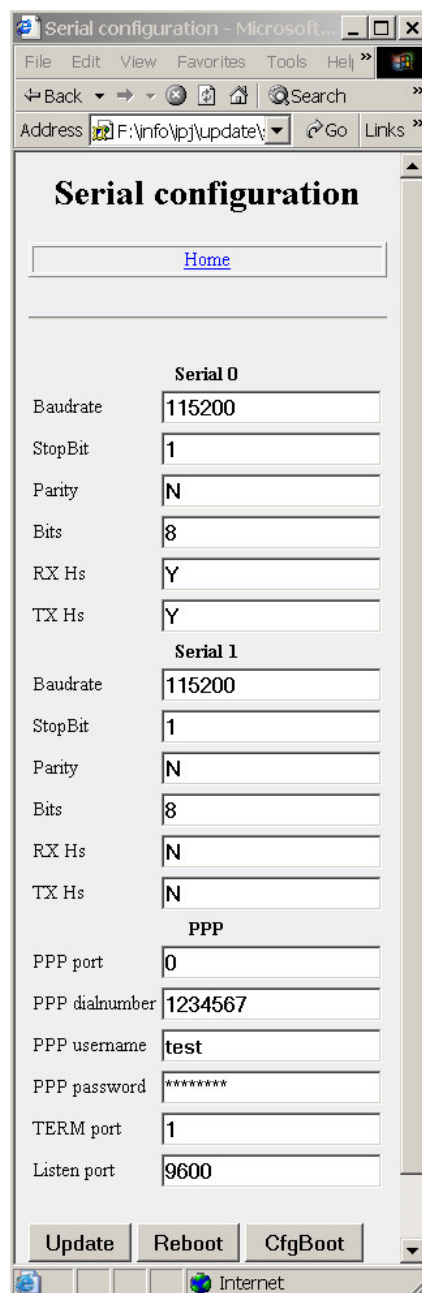 Serial configuration - Microsoft...
File Edit View Favorites Tools Hel »
Back Search »
Address F:\info\ipj\update\ Go Links »
Serial configuration
Home
Serial 0
Baudrate 115200
StopBit 1
Parity N
Bits 8
RX Hs Y
TX Hs Y
Serial 1
Baudrate 115200
StopBit 1
Parity N
Bits 8
RX Hs N
TX Hs N
PPP
PPP port 0
PPP dialnumber 1234567
PPP username test
PPP password ********
TERM port 1
Listen port 9600
Update Reboot CfgBoot
Internet